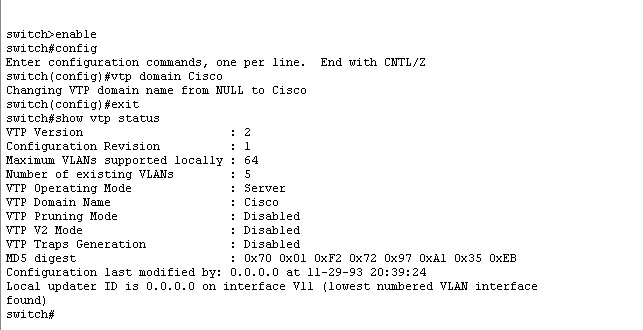 switch>enable
switch#config
Enter configuration commands, one per line.  End with CNTL/Z
switch(config)#vtp domain Cisco
Changing VTP domain name from NULL to Cisco
switch(config)#exit
switch#show vtp status
VTP Version                     : 2
Configuration Revision          : 1
Maximum VLANs supported locally : 64
Number of existing VLANs        : 5
VTP Operating Mode              : Server
VTP Domain Name                 : Cisco
VTP Pruning Mode                : Disabled
VTP V2 Mode                     : Disabled
VTP Traps Generation            : Disabled
MD5 digest                      : 0x70 0x01 0xF2 0x72 0x97 0xA1 0x35 0xEB
Configuration last modified by: 0.0.0.0 at 11-29-93 20:39:24
Local updater ID is 0.0.0.0 on interface Vl1 (lowest numbered VLAN interface
found)
switch#